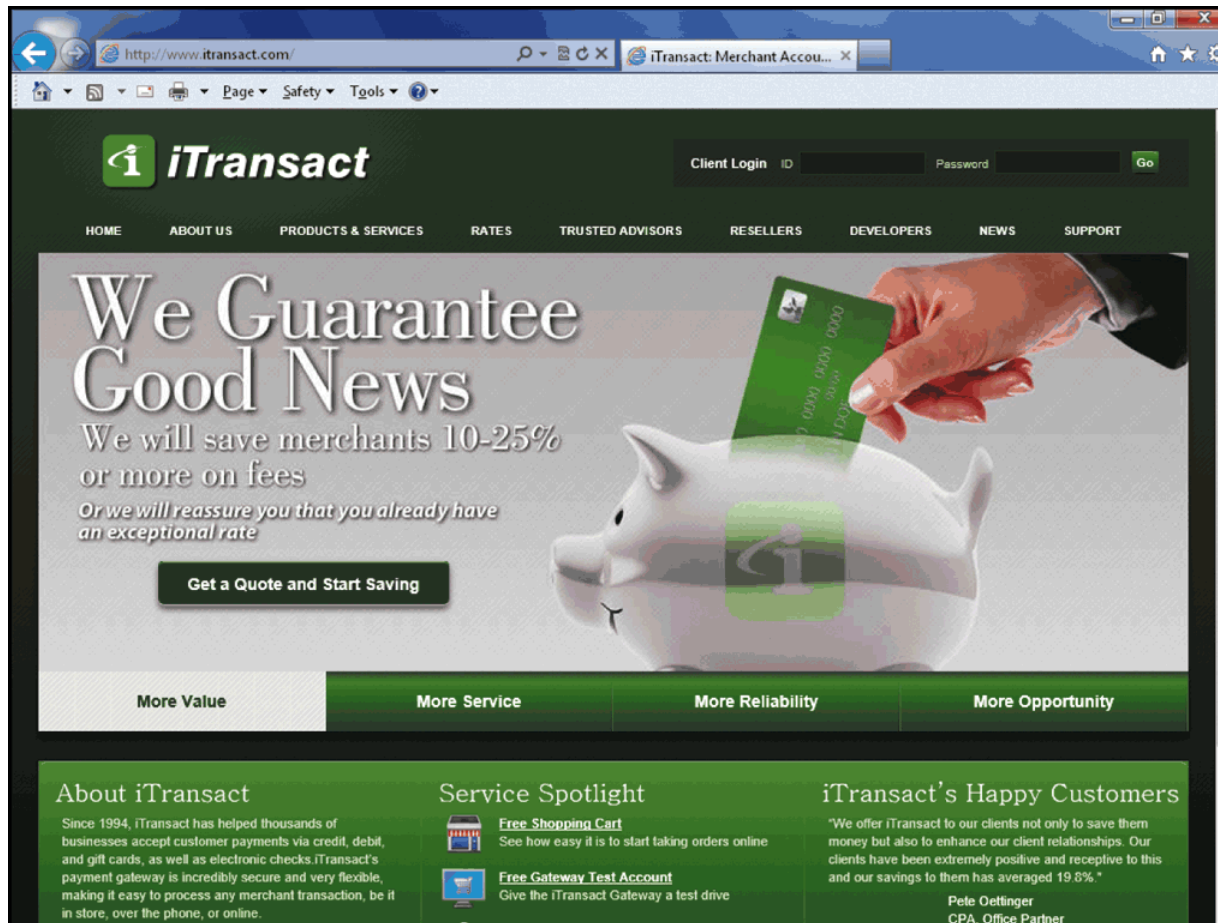 http://www.itransact.com/
iTransact: Merchant Accou...
Page Safety Tools
iTransact
Client Login ID Password Go
HOME ABOUT US PRODUCTS & SERVICES RATES TRUSTED ADVISORS RESELLERS DEVELOPERS NEWS SUPPORT
We Guarantee
Good News
We will save merchants 10-25%
or more on fees
Or we will reassure you that you already have
an exceptional rate
Get a Quote and Start Saving
0000 0000 0000
More Value More Service More Reliability More Opportunity
About iTransact
Since 1994, iTransact has helped thousands of
businesses accept customer payments via credit, debit,
and gift cards, as well as electronic checks.iTransact's
payment gateway is incredibly secure and very flexible,
making it easy to process any merchant transaction, be it
in store, over the phone, or online.
Service Spotlight
Free Shopping Cart
See how easy it is to start taking orders online
Free Gateway Test Account
Give the iTransact Gateway a test drive
iTransact's Happy Customers
"We offer iTransact to our clients not only to save them
money but also to enhance our client relationships. Our
clients have been extremely positive and receptive to this
and our savings to them has averaged 19.8%."
Pete Oettinger
CPA, Office Partner